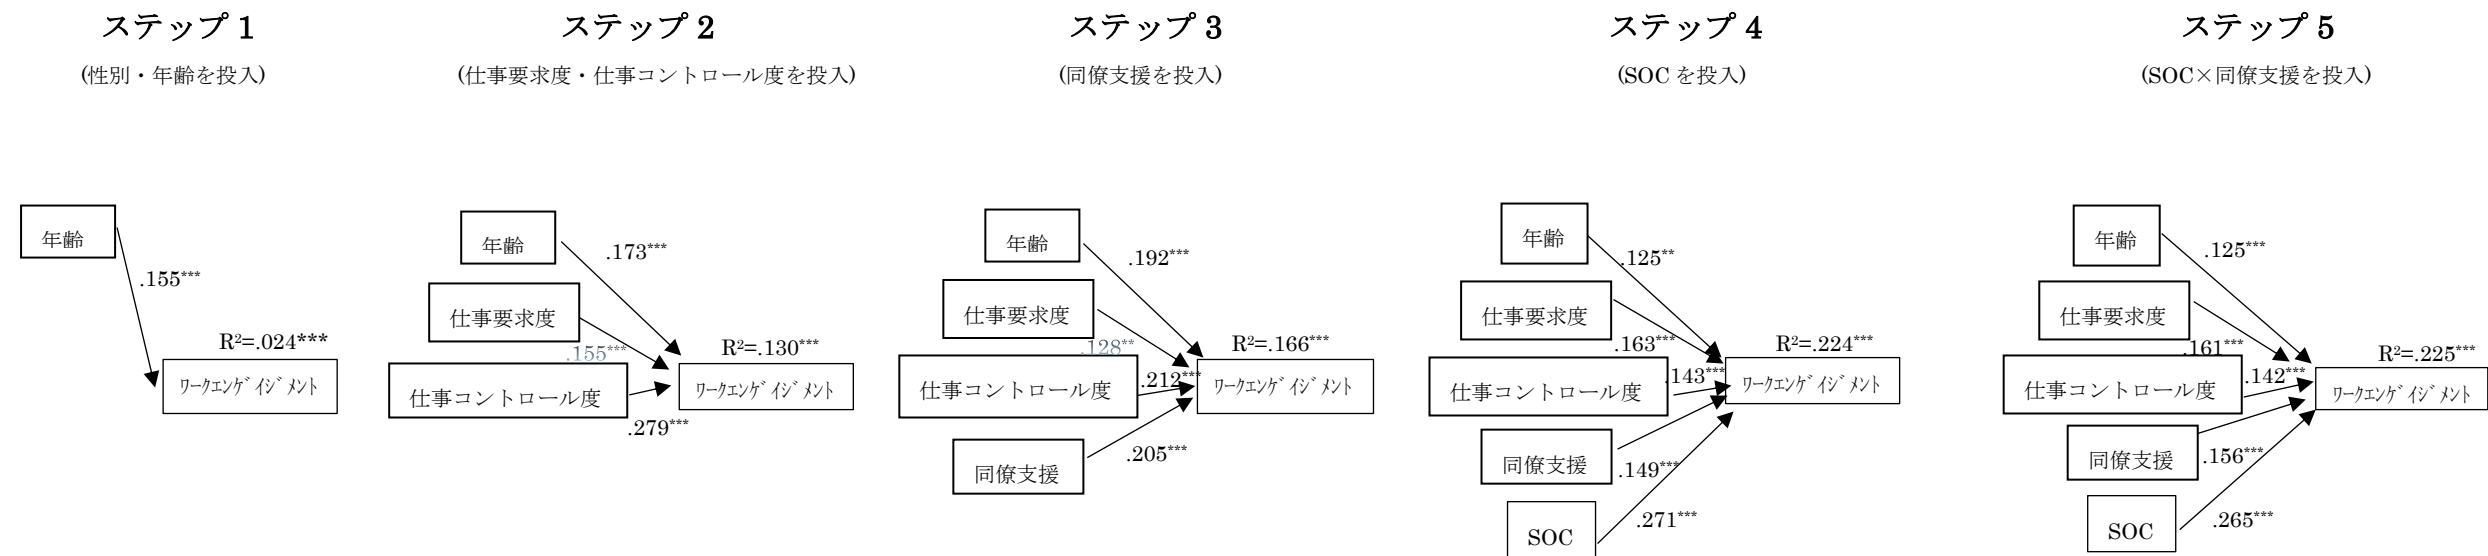 ステップ 1
(性別・年齢を投入)
年齢
.155***
R²=.024***
ワークエンゲイジメント
ステップ 2
(仕事要求度・仕事コントロール度を投入)
年齢
.173***
仕事要求度
.155***
R²=.130***
仕事コントロール度
ワークエンゲイジメント
.279***
ステップ 3
(同僚支援を投入)
年齢
.192***
仕事要求度
.128**
R²=.166***
仕事コントロール度
.212***
ワークエンゲイジメント
同僚支援
.205***
ステップ 4
(SOC を投入)
年齢
.125**
仕事要求度
.163***
R²=.224***
仕事コントロール度
.143***
ワークエンゲイジメント
同僚支援
.149***
SOC
.271***
ステップ 5
(SOC×同僚支援を投入)
年齢
.125***
仕事要求度
.161***
R²=.225***
仕事コントロール度
.142***
ワークエンゲイジメント
同僚支援
.156***
SOC
.265***